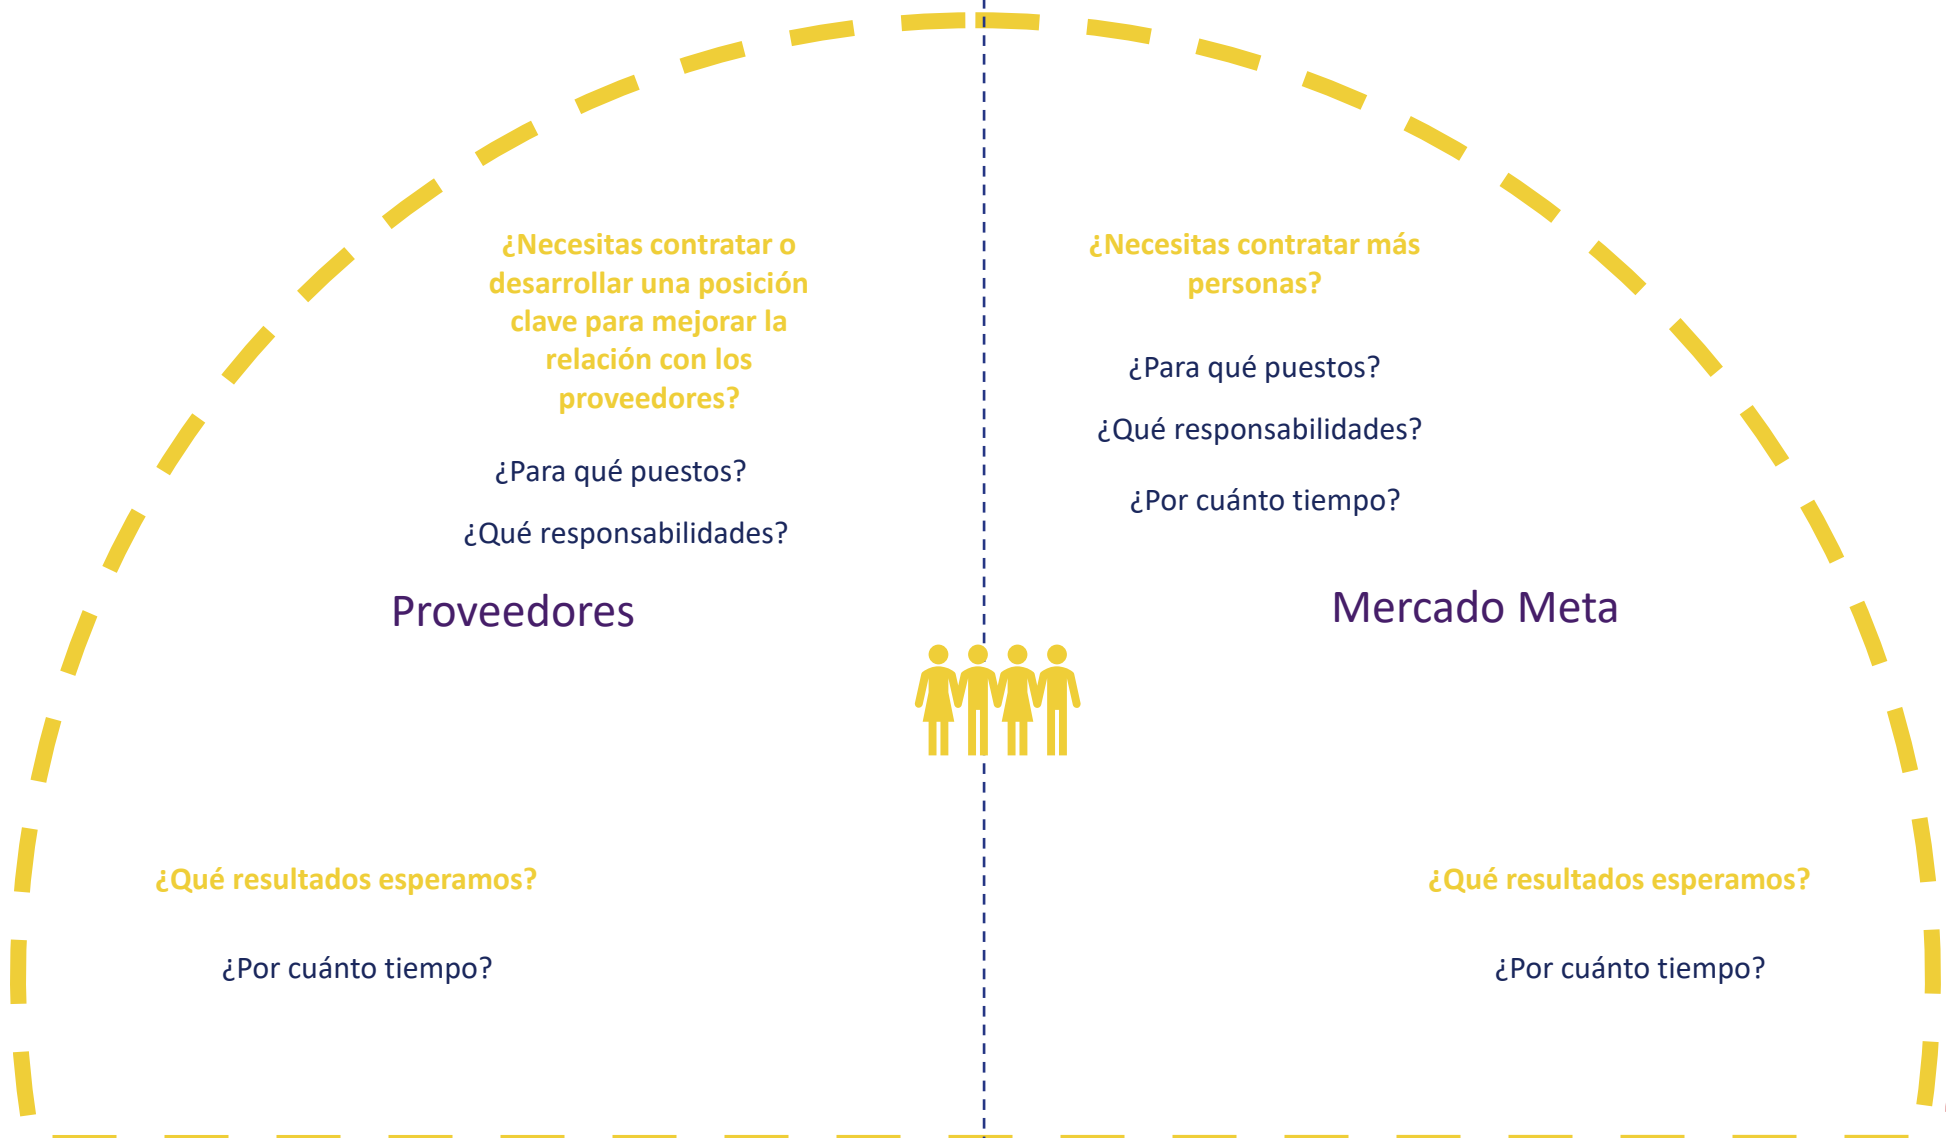 ¿Necesitas contratar o
desarrollar una posición
clave para mejorar la
relación con los
proveedores?
¿Para qué puestos?
¿Qué responsabilidades?
Proveedores
¿Qué resultados esperamos?
¿Por cuánto tiempo?
¿Necesitas contratar más
personas?
¿Para qué puestos?
¿Qué responsabilidades?
¿Por cuánto tiempo?
Mercado Meta
¿Qué resultados esperamos?
¿Por cuánto tiempo?